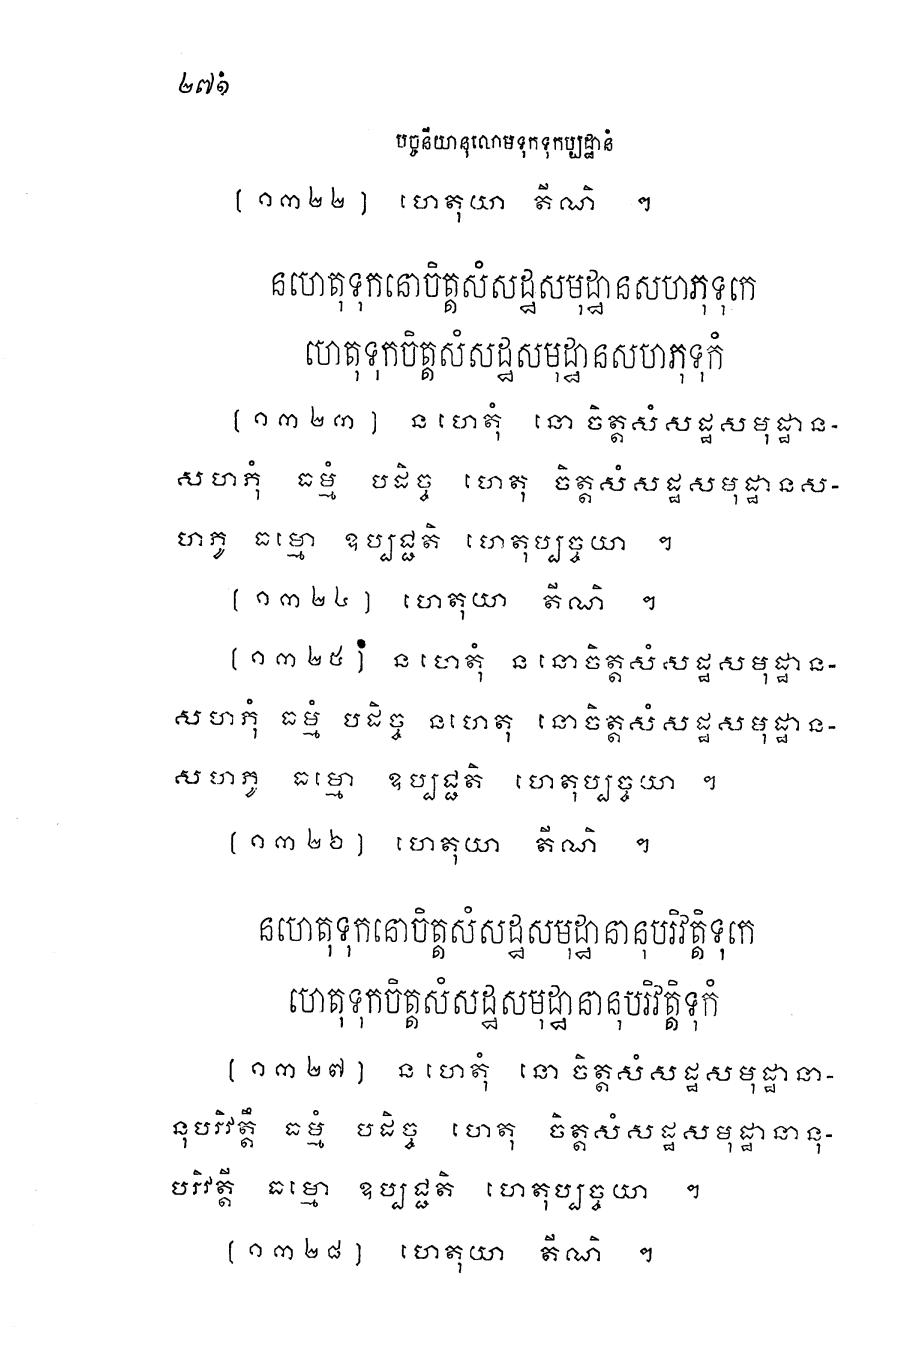 ២៧១
បច្ចនីយានុលោមទុកទុកប្បដ្ឋានំ
(១៣២២) ហេតុយា តីណិ ។
នហេតុទុកនោចិត្តសំសដ្ឋសមុដ្ឋានសហភុទុកេ
ហេតុទុកចិត្តសំសដ្ឋសមុដ្ឋានសហភុទុកំ
(១៣២៣) ន ហេតុំ នោ ចិត្តសំសដ្ឋសមុដ្ឋាន-
សហភុំ ធម្មំ បដិច្ច ហេតុ ចិត្តសំសដ្ឋសមុដ្ឋានស-
ហភូ ធម្មោ ឧប្បជ្ជតិ ហេតុប្បច្ចយា ។
(១៣២៤) ហេតុយា តីណិ ។
(១៣២៥) ន ហេតុំ ន នោចិត្តសំសដ្ឋសមុដ្ឋាន-
សហភុំ ធម្មំ បដិច្ច នហេតុ នោចិត្តសំសដ្ឋសមុដ្ឋាន-
សហភូ ធម្មោ ឧប្បជ្ជតិ ហេតុប្បច្ចយា ។
(១៣២៦) ហេតុយា តីណិ ។
នហេតុទុកនោចិត្តសំសដ្ឋសមុដ្ឋានានុបរិវត្តិទុកេ
ហេតុទុកចិត្តសំសដ្ឋសមុដ្ឋានានុបរិវត្តិទុកំ
(១៣២៧) ន ហេតុំ នោ ចិត្តសំសដ្ឋសមុដ្ឋានា-
នុបរិវត្តឹ ធម្មំ បដិច្ច ហេតុ ចិត្តសំសដ្ឋសមុដ្ឋានានុ-
បរិវត្តី ធម្មោ ឧប្បជ្ជតិ ហេតុប្បច្ចយា ។
(១៣២៨) ហេតុយា តីណិ ។